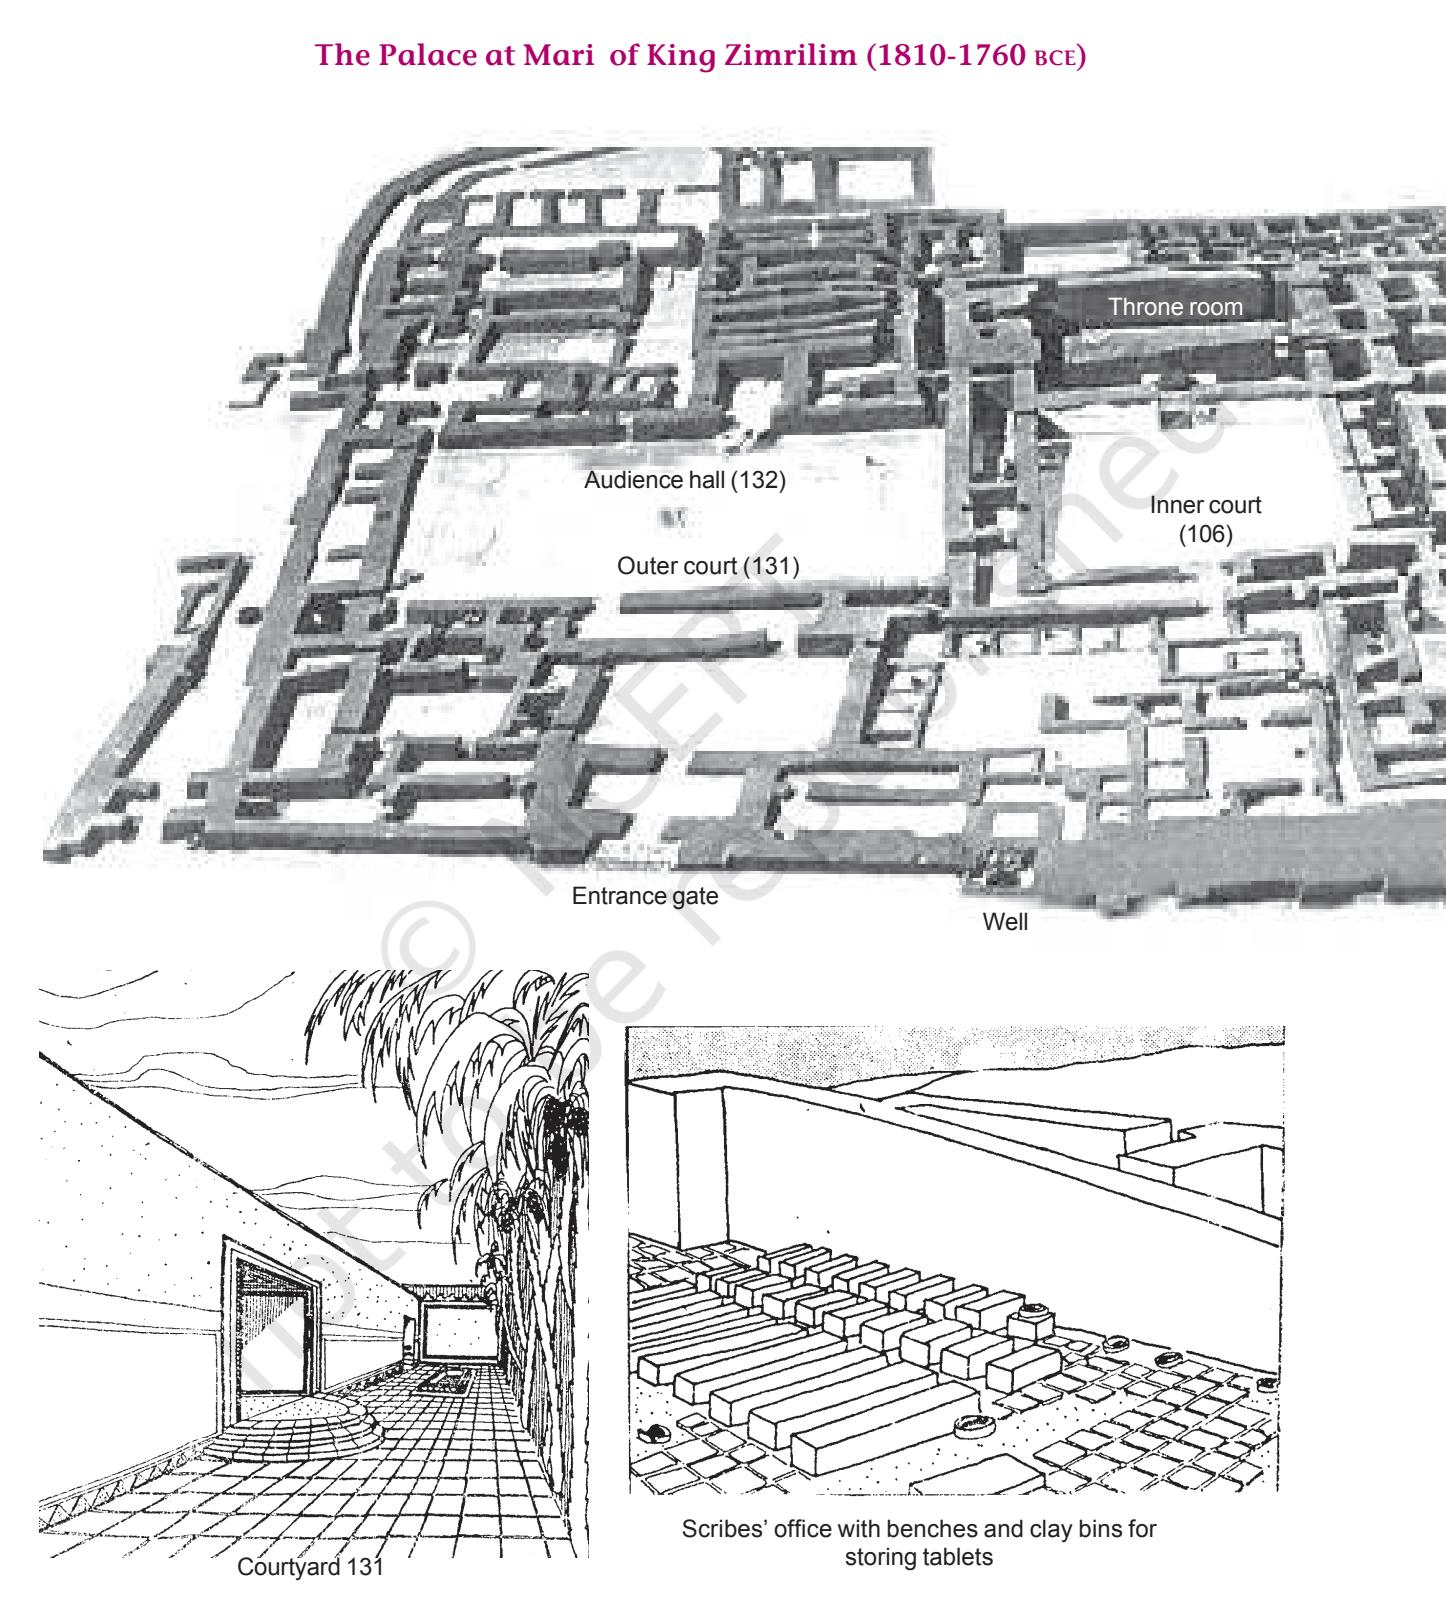 The Palace at Mari of King Zimrilim (1810-1760 BCE)
Throne room
Audience hall (132)
Inner court
(106)
Outer court (131)
Entrance gate
Well
© NCERT
not to be republished
Courtyard 131
Scribes' office with benches and clay bins for
storing tablets